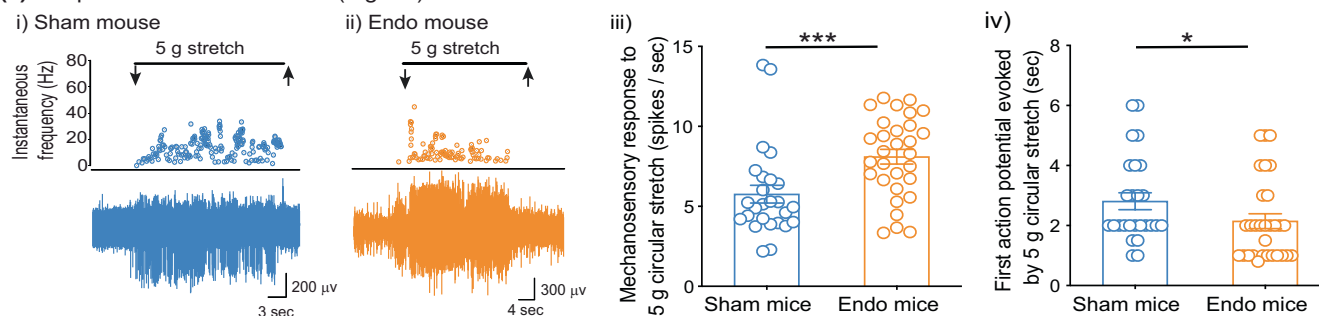 i) Sham mouse
5 g stretch
Instantaneous
frequency (Hz)
80
60
40
20
0
200 μv
3 sec
ii) Endo mouse
5 g stretch
300 μv
4 sec
iii)
Mechanosensory response to
5 g circular stretch (spikes / sec)
15
10
5
0
***
Sham mice
Endo mice
iv)
First action potential evoked
by 5 g circular stretch (sec)
8
6
4
2
0
*
Sham mice
Endo mice